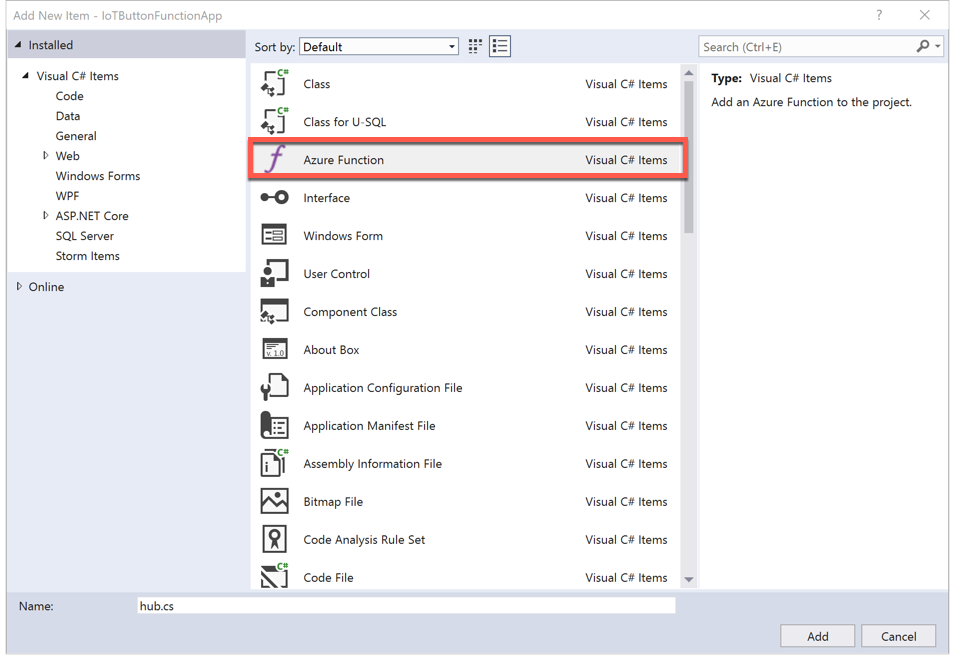 Add New Item - IoTButtonFunctionApp ?
Installed
Sort by: Default
Search (Ctrl+E)
Visual C# Items
Code
Data
General
Web
Windows Forms
WPF
ASP.NET Core
SQL Server
Storm Items
Online
C# Class Visual C# Items
C# Class for U-SQL Visual C# Items
Azure Function Visual C# Items
Interface Visual C# Items
Windows Form Visual C# Items
User Control Visual C# Items
Component Class Visual C# Items
v. 1.0 About Box Visual C# Items
Application Configuration File Visual C# Items
Application Manifest File Visual C# Items
C# Assembly Information File Visual C# Items
Bitmap File Visual C# Items
Code Analysis Rule Set Visual C# Items
C# Code File Visual C# Items
Type: Visual C# Items
Add an Azure Function to the project.
Name: hub.cs
Add Cancel